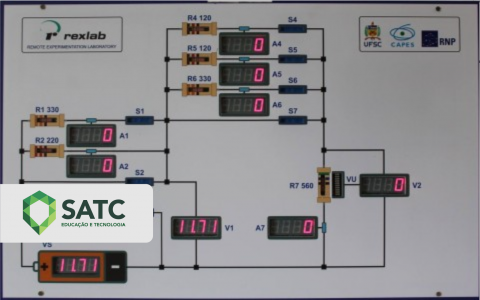 rexlab
REMOTE EXPERIMENTATION LABORATORY
R4 120
S4
0
A4
UFSC
CAPES
RNP
R5 120
S5
0
A5
R6 330
S6
0
A6
S7
R1 330
S1
0
A1
R2 220
0
A2
S2
R7 560
VU
0
V2
SATC
EDUCAÇÃO E TECNOLOGIA
11.71
V1
A7
0
VS
+
11.71
-